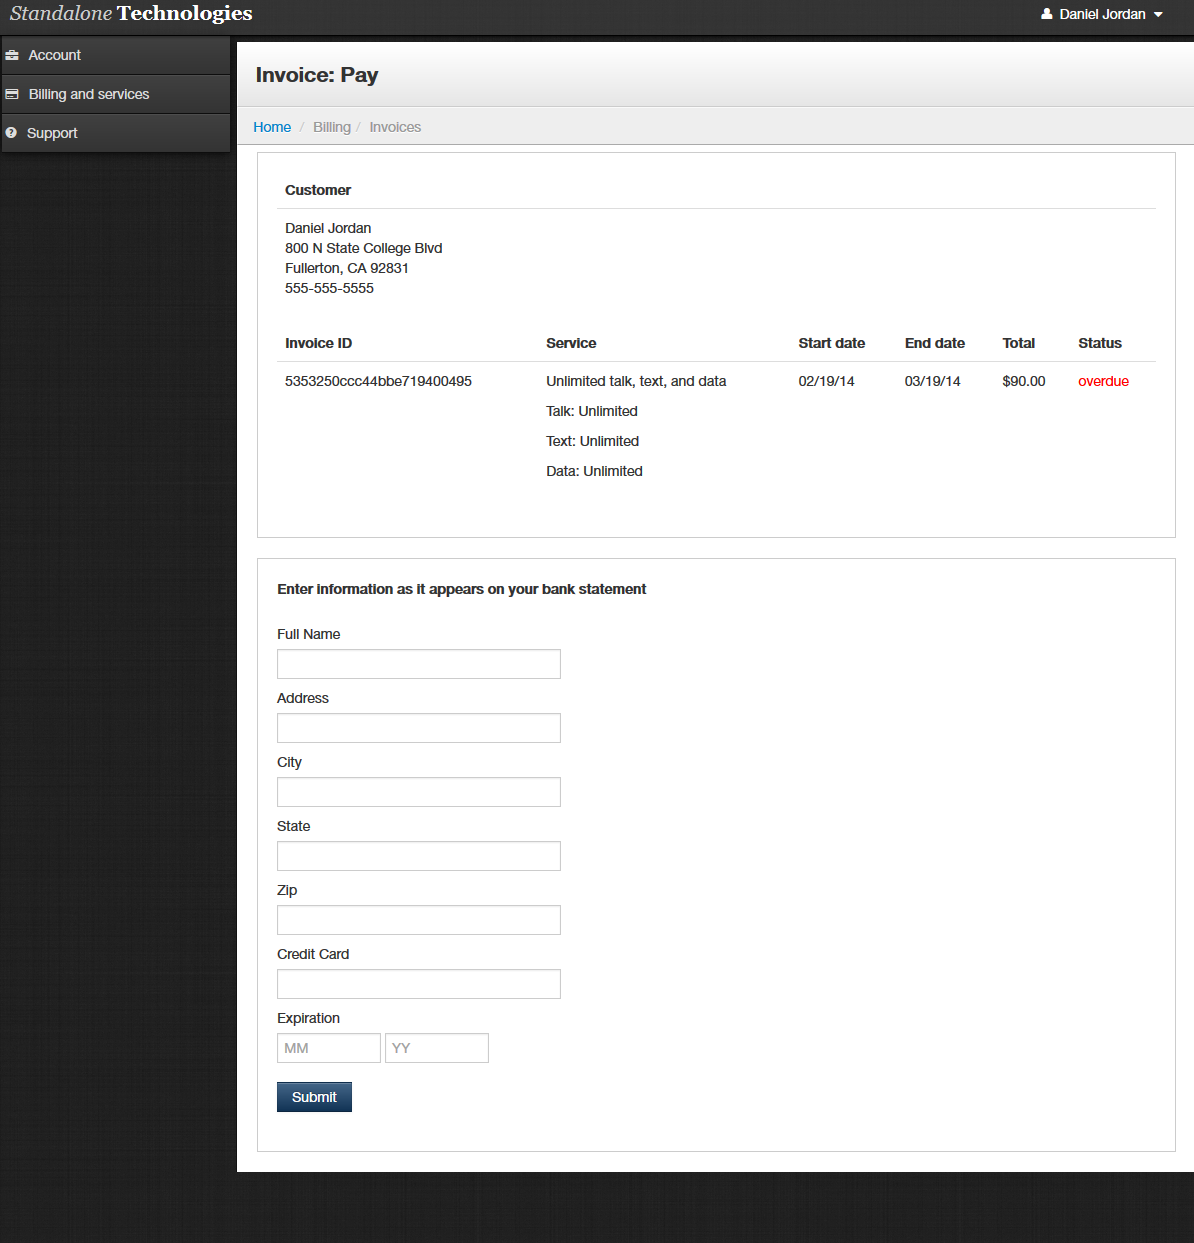 Standalone Technologies
Daniel Jordan
Account
Billing and services
Support
Invoice: Pay
Home / Billing / Invoices
Customer
Daniel Jordan
800 N State College Blvd
Fullerton, CA 92831
555-555-5555
Invoice ID Service Start date End date Total Status
5353250ccc44bbe719400495 Unlimited talk, text, and data 02/19/14 03/19/14 $90.00 overdue
Talk: Unlimited
Text: Unlimited
Data: Unlimited
Enter information as it appears on your bank statement
Full Name
Address
City
State
Zip
Credit Card
Expiration
MM YY
Submit